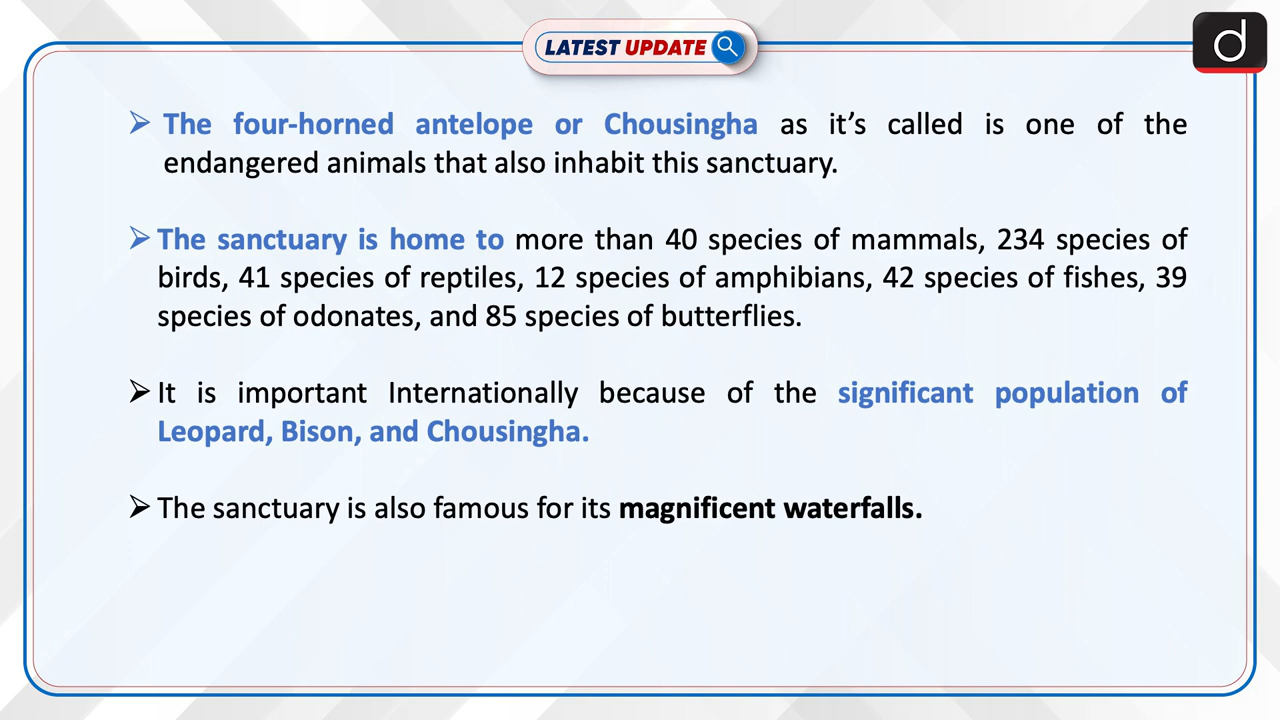 LATEST UPDATE
d
The four-horned antelope or Chousingha as it’s called is one of the
endangered animals that also inhabit this sanctuary.
The sanctuary is home to more than 40 species of mammals, 234 species of
birds, 41 species of reptiles, 12 species of amphibians, 42 species of fishes, 39
species of odonates, and 85 species of butterflies.
It is important Internationally because of the significant population of
Leopard, Bison, and Chousingha.
The sanctuary is also famous for its magnificent waterfalls.